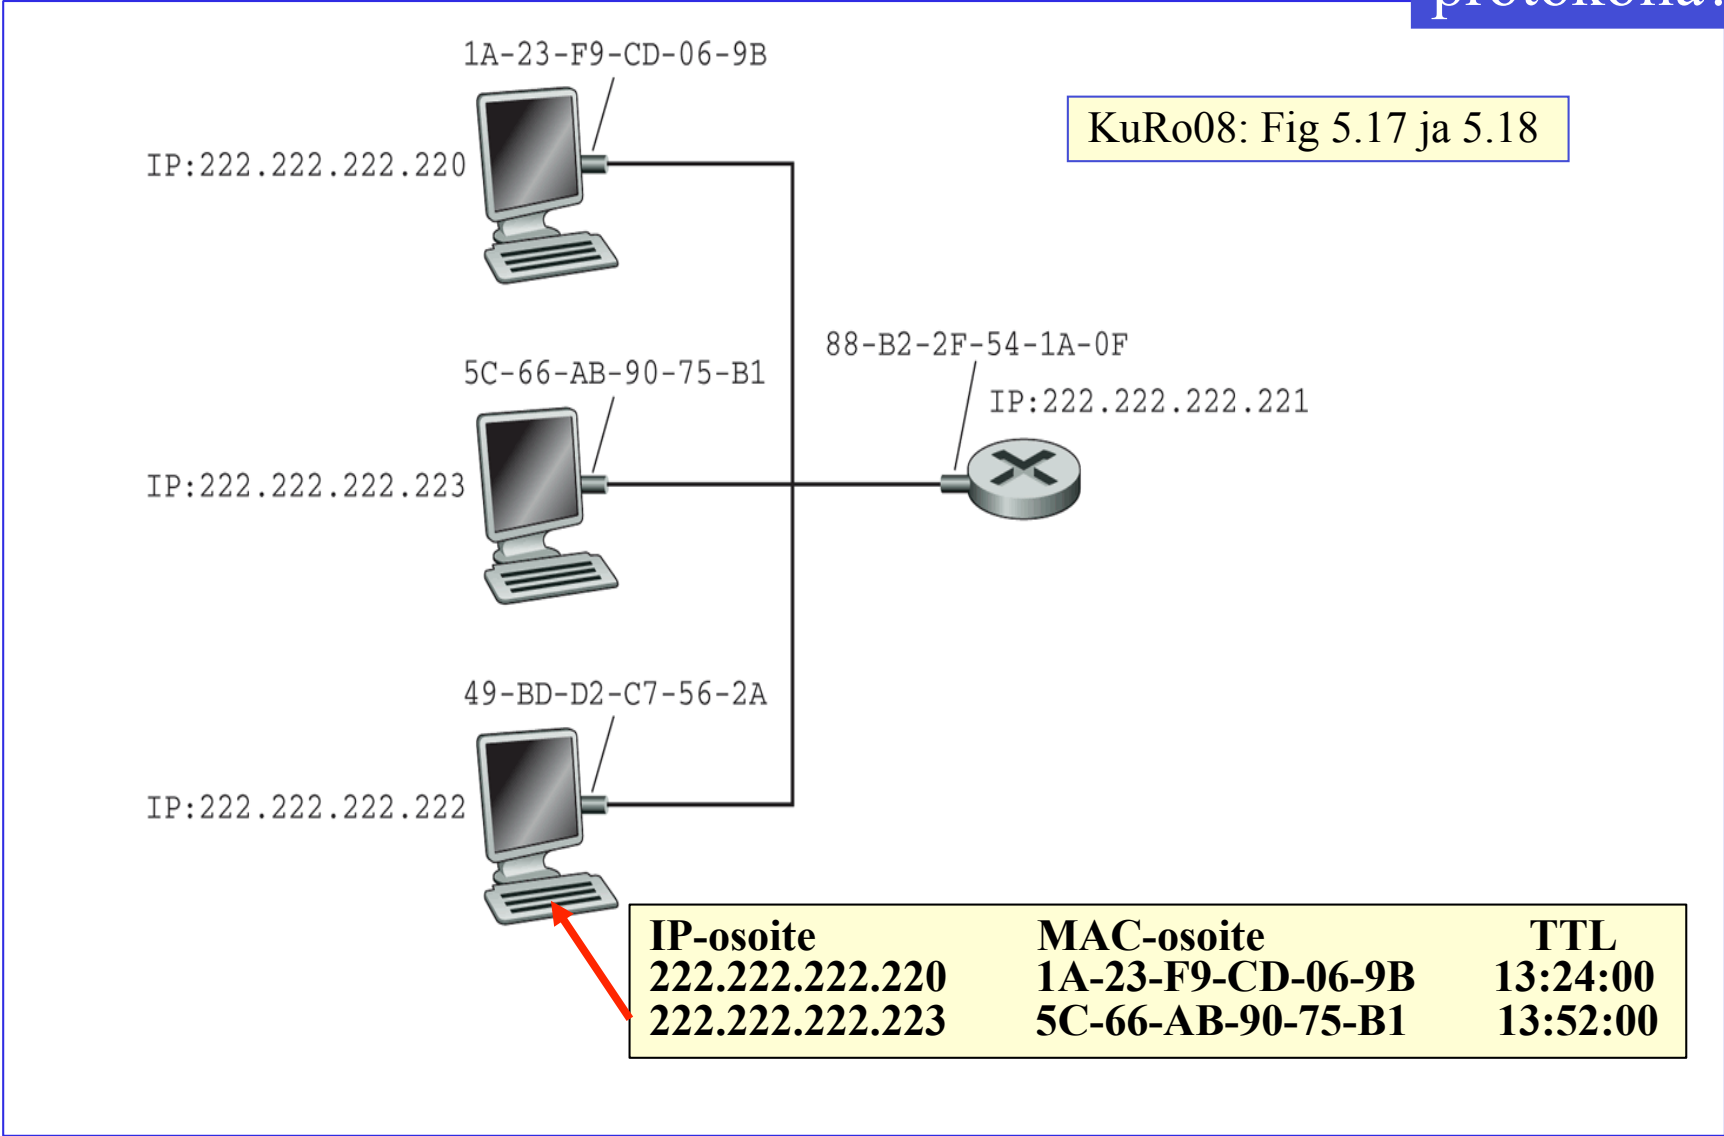 1A-23-F9-CD-06-9B
KuRo08: Fig 5.17 ja 5.18
IP:222.222.222.220
88-B2-2F-54-1A-0F
5C-66-AB-90-75-B1
IP:222.222.222.221
IP:222.222.222.223
49-BD-D2-C7-56-2A
IP:222.222.222.222
IP-osoite MAC-osoite TTL
222.222.222.220 1A-23-F9-CD-06-9B 13:24:00
222.222.222.223 5C-66-AB-90-75-B1 13:52:00